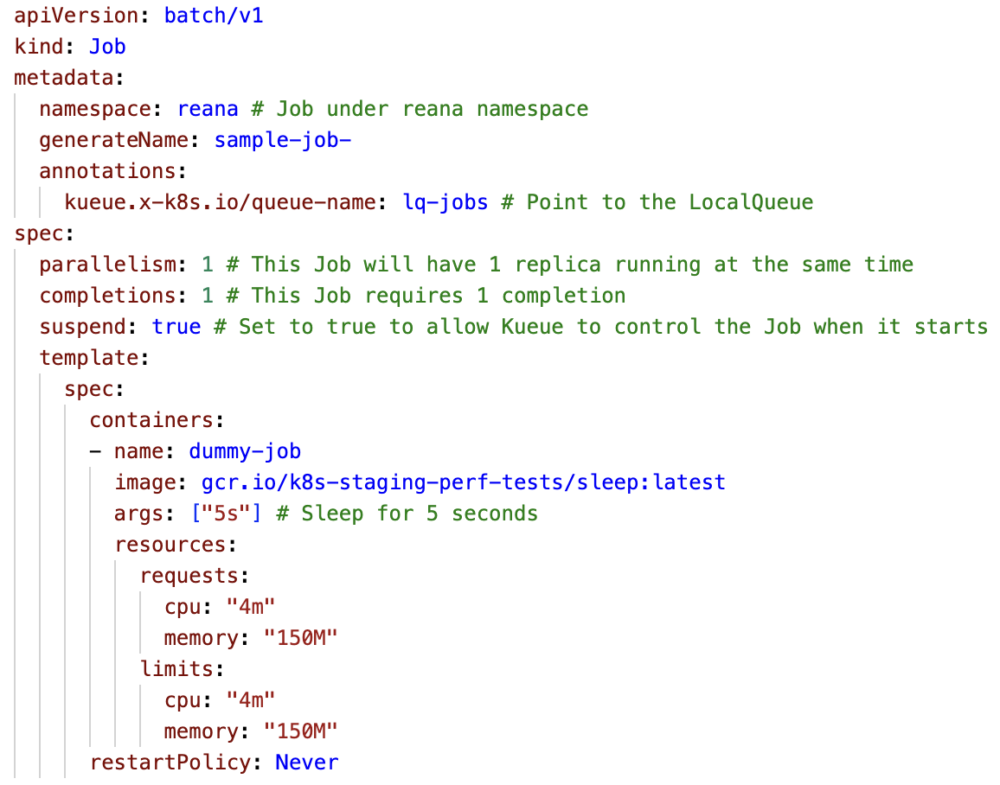 apiVersion: batch/v1
kind: Job
metadata:
  namespace: reana # Job under reana namespace
  generateName: sample-job-
  annotations:
    kueue.x-k8s.io/queue-name: lq-jobs # Point to the LocalQueue
spec:
  parallelism: 1 # This Job will have 1 replica running at the same time
  completions: 1 # This Job requires 1 completion
  suspend: true # Set to true to allow Kueue to control the Job when it starts
  template:
    spec:
      containers:
      - name: dummy-job
        image: gcr.io/k8s-staging-perf-tests/sleep:latest
        args: ["5s"] # Sleep for 5 seconds
        resources:
          requests:
            cpu: "4m"
            memory: "150M"
          limits:
            cpu: "4m"
            memory: "150M"
      restartPolicy: Never